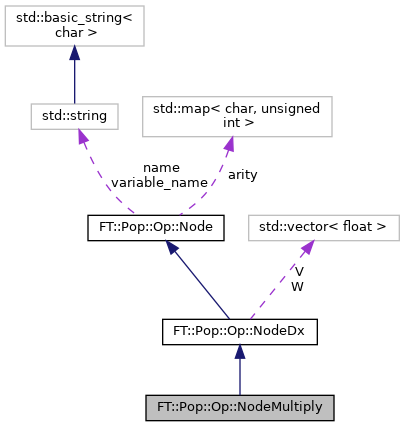 std::basic_string<
char >
std::string
std::map< char, unsigned
int >
name
variable_name
arity
FT::Pop::Op::Node
std::vector< float >
V
W
FT::Pop::Op::NodeDx
FT::Pop::Op::NodeMultiply